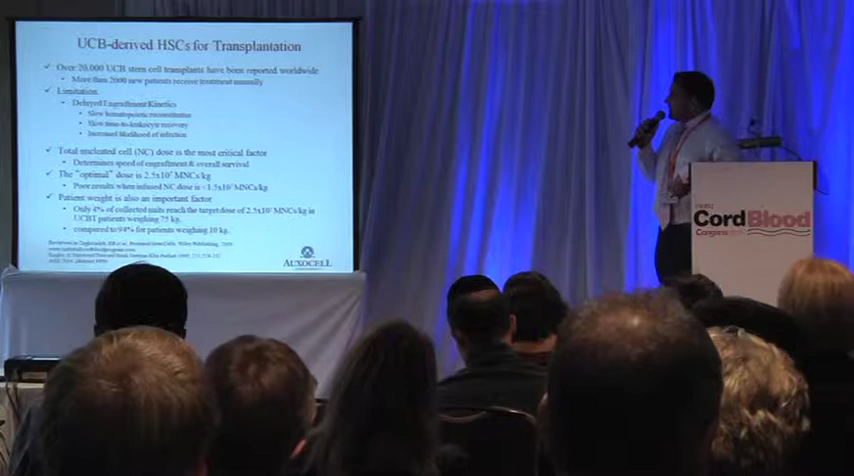 UCB-derived HSCs for Transplantation
✓ Over 20,000 UCB stem cell transplants have been reported worldwide
• More than 2000 new patients receive treatment annually
✓ Limitation
• Delayed Engraftment Kinetics
• Slow hematopoietic reconstitution
• Slow time-to-leukocyte recovery
• Increased likelihood of infection
✓ Total nucleated cell (NC) dose is the most critical factor
• Determines speed of engraftment & overall survival
✓ The "optimal" dose is 2.5x10⁷ MNCs/kg
• Poor results when infused NC dose is <1.5x10⁷ MNCs/kg
✓ Patient weight is also an important factor
• Only 4% of collected units reach the target dose of 2.5x10⁷ MNCs/kg in
UCBT patients weighing 75 kg,
• compared to 94% for patients weighing 10 kg.
AUXOCELL
CordBlood
Congress